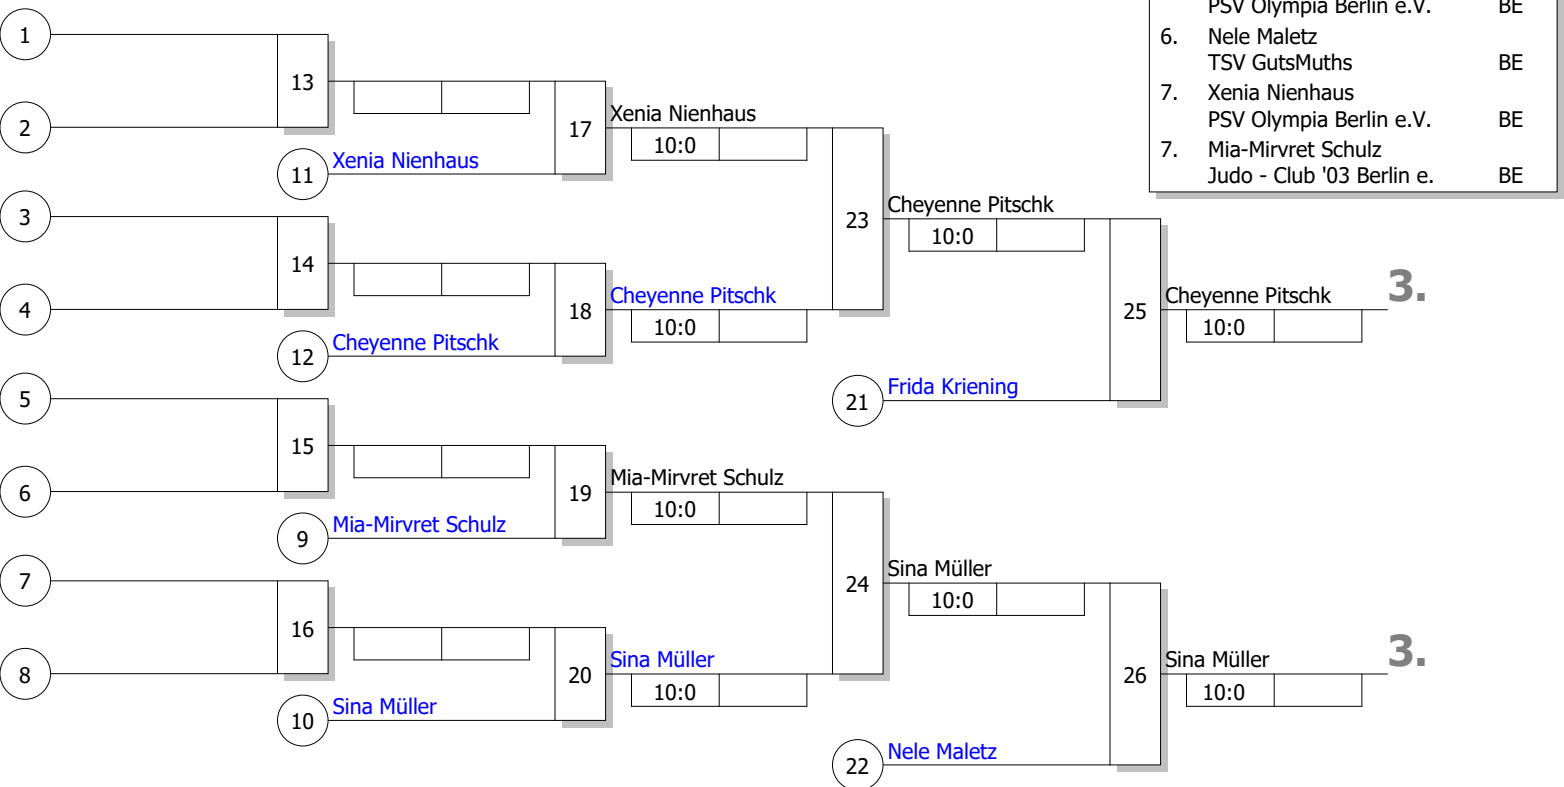 PSV Olympia Berlin e.V. BE
6. Nele Maletz
TSV GutsMuths BE
7. Xenia Nienhaus
PSV Olympia Berlin e.V. BE
7. Mia-Mirvret Schulz
Judo - Club '03 Berlin e. BE
1
13
2
17
Xenia Nienhaus
10:0
11
Xenia Nienhaus
3
23
Cheyenne Pitschk
10:0
14
4
18
Cheyenne Pitschk
10:0
12
Cheyenne Pitschk
25
Cheyenne Pitschk
10:0
3.
5
21
Frida Kriening
15
6
19
Mia-Mirvret Schulz
10:0
9
Mia-Mirvret Schulz
7
24
Sina Müller
10:0
16
8
20
Sina Müller
10:0
10
Sina Müller
26
Sina Müller
10:0
3.
22
Nele Maletz